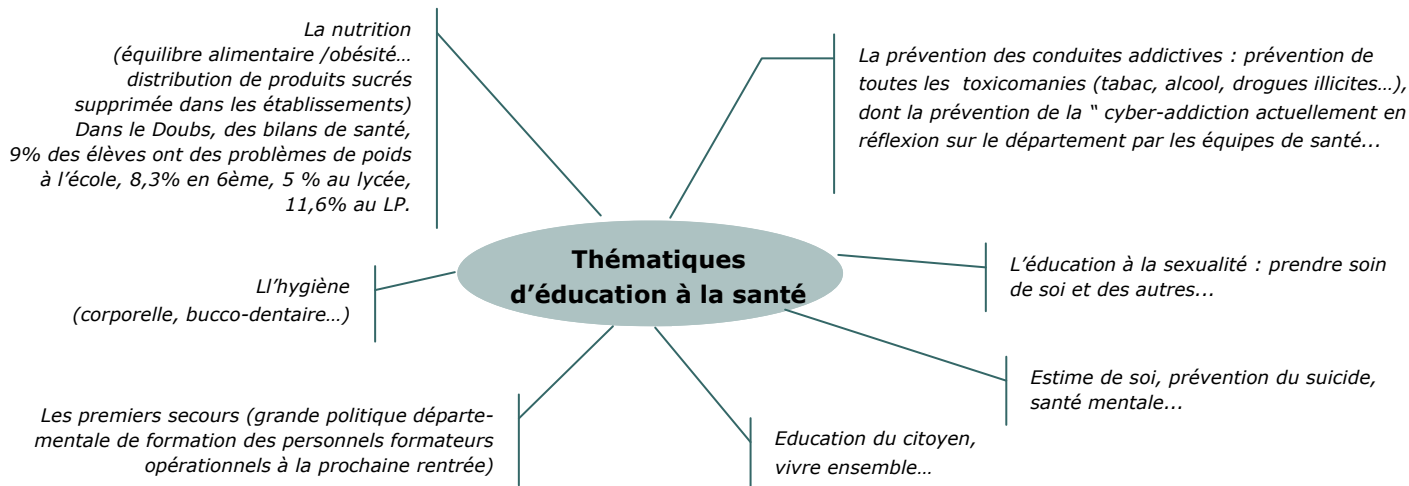 La nutrition
(équilibre alimentaire /obésité…
distribution de produits sucrés
supprimée dans les établissements)
Dans le Doubs, des bilans de santé,
9% des élèves ont des problèmes de poids
à l’école, 8,3% en 6ème, 5 % au lycée,
11,6% au LP.
La prévention des conduites addictives : prévention de
toutes les toxicomanies (tabac, alcool, drogues illicites…),
dont la prévention de la “ cyber-addiction actuellement en
réflexion sur le département par les équipes de santé...
Thématiques
d’éducation à la santé
Ll’hygiène
(corporelle, bucco-dentaire…)
L’éducation à la sexualité : prendre soin
de soi et des autres...
Estime de soi, prévention du suicide,
santé mentale...
Les premiers secours (grande politique départe-
mentale de formation des personnels formateurs
opérationnels à la prochaine rentrée)
Education du citoyen,
vivre ensemble…